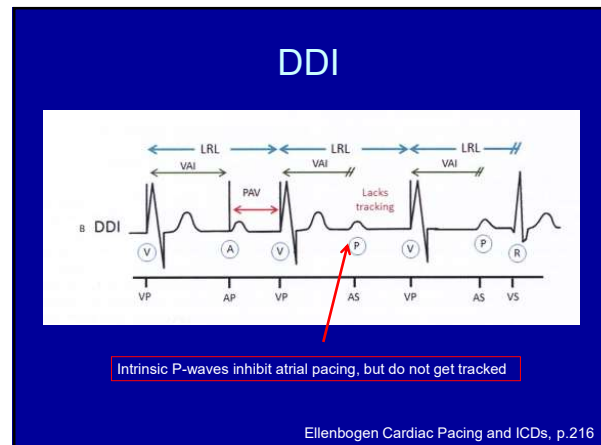 DDI
LRL LRL LRL
VAI VAI VAI
PAV Lacks
tracking
B DDI
V A V P V P R
VP AP VP AS VP AS VS
Intrinsic P-waves inhibit atrial pacing, but do not get tracked
Ellenbogen Cardiac Pacing and ICDs, p.216